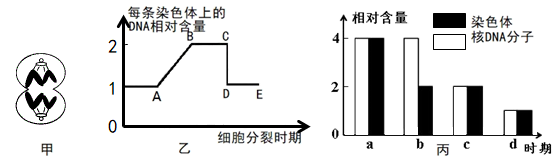 甲
每条染色体上的
DNA相对含量
2
1
0
A
B
C
D
E
细胞分裂时期
乙
相对含量
4
2
0
染色体
核DNA分子
a
b
c
d
丙
时期